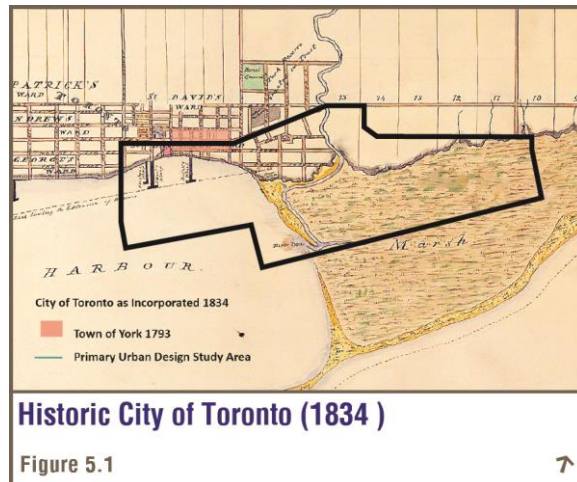 PATRICK'S
WARD
St
DAVID'S
WARD
ANDREWS
WARD
GEORGES
WARD
15 14 13 12 11 10
Marsh
HARBOUR.
City of Toronto as Incorporated 1834
Town of York 1793
Primary Urban Design Study Area
Historic City of Toronto (1834 )
Figure 5.1